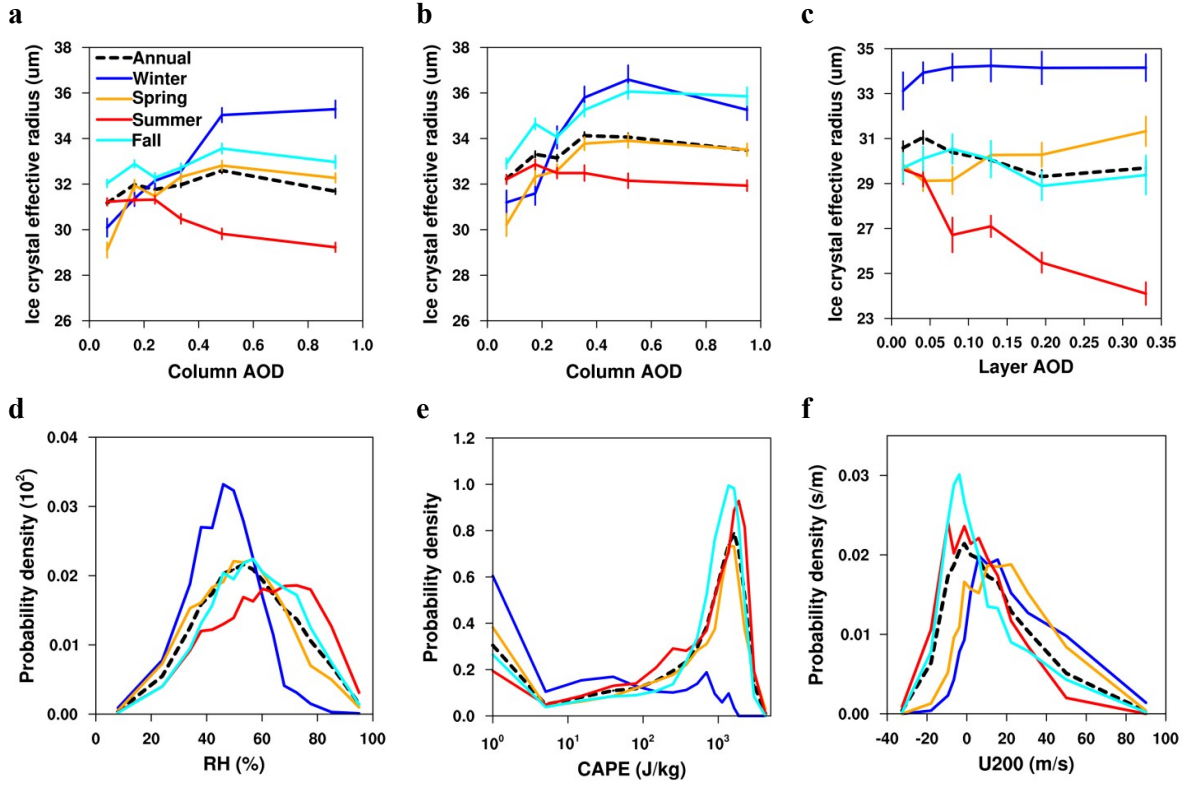 a
b
c
Ice crystal effective radius (um)
38
36
34
32
30
28
26
Annual
Winter
Spring
Summer
Fall
0.0 0.2 0.4 0.6 0.8 1.0
Column AOD
Ice crystal effective radius (um)
38
36
34
32
30
28
26
0.0 0.2 0.4 0.6 0.8 1.0
Column AOD
Ice crystal effective radius (um)
35
33
31
29
27
25
23
0.00 0.05 0.10 0.15 0.20 0.25 0.30 0.35
Layer AOD
d
e
f
Probability density (10²)
0.04
0.03
0.02
0.01
0.00
0 20 40 60 80 100
RH (%)
Probability density
1.2
1.0
0.8
0.6
0.4
0.2
0.0
10⁰ 10¹ 10² 10³
CAPE (J/kg)
Probability density (s/m)
0.03
0.02
0.01
0.00
-40 -20 0 20 40 60 80 100
U200 (m/s)